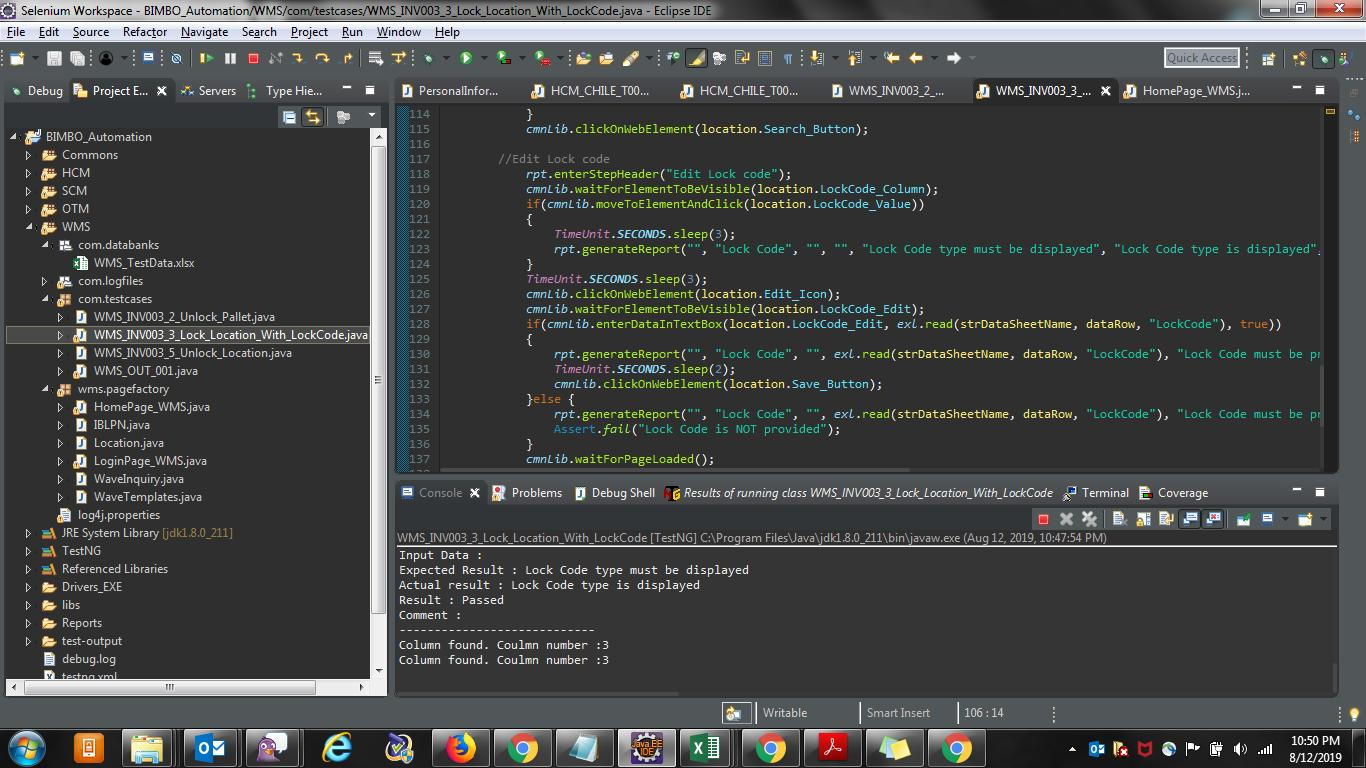 Selenium Workspace - BIMBO_Automation/WMS/com/testcases/WMS_INV003_3_Lock_Location_With_LockCode.java - Eclipse IDE
File Edit Source Refactor Navigate Search Project Run Window Help
Quick Access
Debug Project E... Servers Type Hie...
PersonalInfor... HCM_CHILE_T00... HCM_CHILE_T00... WMS_INV003_2_... WMS_INV003_3_... HomePage_WMS.j...
BIMBO_Automation
Commons
HCM
SCM
OTM
WMS
com.databanks
WMS_TestData.xlsx
com.logfiles
com.testcases
WMS_INV003_2_Unlock_Pallet.java
WMS_INV003_3_Lock_Location_With_LockCode.java
WMS_INV003_5_Unlock_Location.java
WMS_OUT_001.java
wms.pagefactory
HomePage_WMS.java
IBLPN.java
Location.java
LoginPage_WMS.java
WaveInquiry.java
WaveTemplates.java
log4j.properties
JRE System Library [jdk1.8.0_211]
TestNG
Referenced Libraries
Drivers_EXE
libs
Reports
test-output
debug.log
testng.xml
114 }
115 cmnLib.clickOnWebElement(location.Search_Button);
116
117 //Edit Lock code
118 rpt.enterStepHeader("Edit Lock code");
119 cmnLib.waitForElementToBeVisible(location.LockCode_Column);
120 if(cmnLib.moveToElementAndClick(location.LockCode_Value))
121 {
122 TimeUnit.SECONDS.sleep(3);
123 rpt.generateReport("", "Lock Code", "", "", "Lock Code type must be displayed", "Lock Code type is displayed",
124 }
125 TimeUnit.SECONDS.sleep(3);
126 cmnLib.clickOnWebElement(location.Edit_Icon);
127 cmnLib.waitForElementToBeVisible(location.LockCode_Edit);
128 if(cmnLib.enterDataInTextBox(location.LockCode_Edit, exl.read(strDataSheetName, dataRow, "LockCode"), true))
129 {
130 rpt.generateReport("", "Lock Code", "", exl.read(strDataSheetName, dataRow, "LockCode"), "Lock Code must be pr
131 TimeUnit.SECONDS.sleep(2);
132 cmnLib.clickOnWebElement(location.Save_Button);
133 }else {
134 rpt.generateReport("", "Lock Code", "", exl.read(strDataSheetName, dataRow, "LockCode"), "Lock Code must be pr
135 Assert.fail("Lock Code is NOT provided");
136 }
137 cmnLib.waitForPageLoaded();
Console Problems Debug Shell Results of running class WMS_INV003_3_Lock_Location_With_LockCode Terminal Coverage
WMS_INV003_3_Lock_Location_With_LockCode [TestNG] C:\Program Files\Java\jdk1.8.0_211\bin\javaw.exe (Aug 12, 2019, 10:47:54 PM)
Input Data :
Expected Result : Lock Code type must be displayed
Actual result : Lock Code type is displayed
Result : Passed
Comment :
----------------------------
Column found. Coulmn number :3
Column found. Coulmn number :3
Writable Smart Insert 106 : 14
Java EE
IDE
10:50 PM
8/12/2019